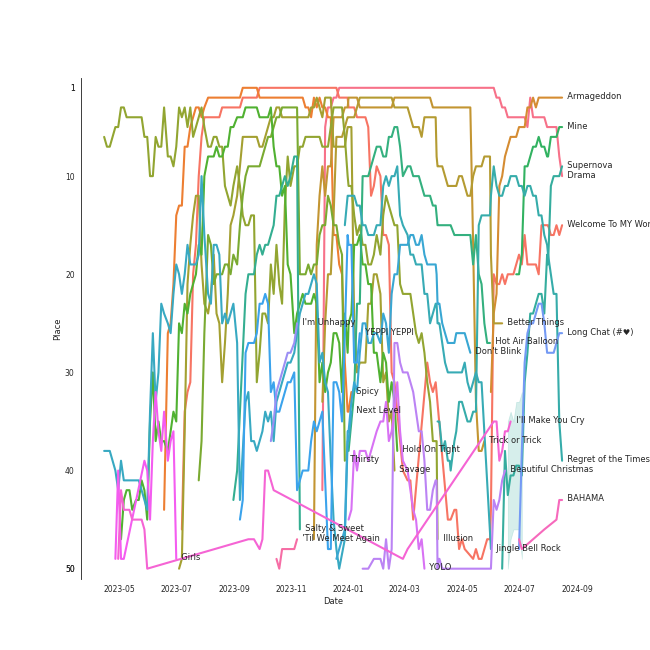 1
Armageddon
Mine
Supernova
Drama
10
Welcome To MY Wor
20
I'm Unhappy
Better Things
YEPPI YEPPI
Long Chat (#♥)
Hot Air Balloon
Don't Blink
30
Spicy
Next Level
I'll Make You Cry
Trick or Trick
Hold On Tight
Thirsty
Regret of the Times
40
Savage
Beautiful Christmas
BAHAMA
Salty & Sweet
'Til We Meet Again
Illusion
Jingle Bell Rock
Girls
50
YOLO
Place
2023-05 2023-07 2023-09 2023-11 2024-01 2024-03 2024-05 2024-07 2024-09
Date